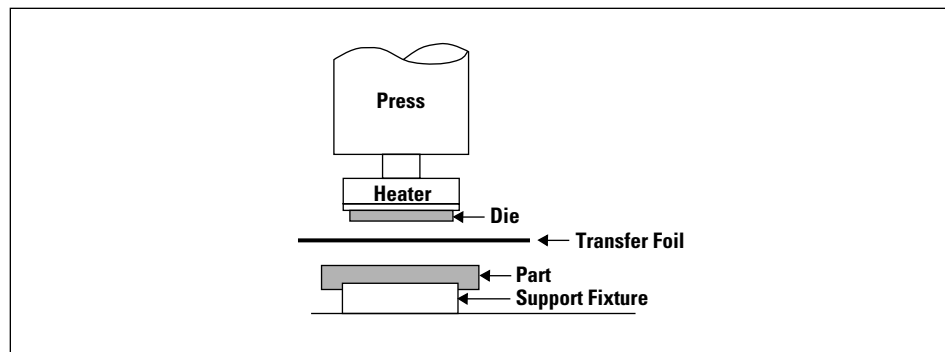 Press
Heater
Die
Transfer Foil
Part
Support Fixture